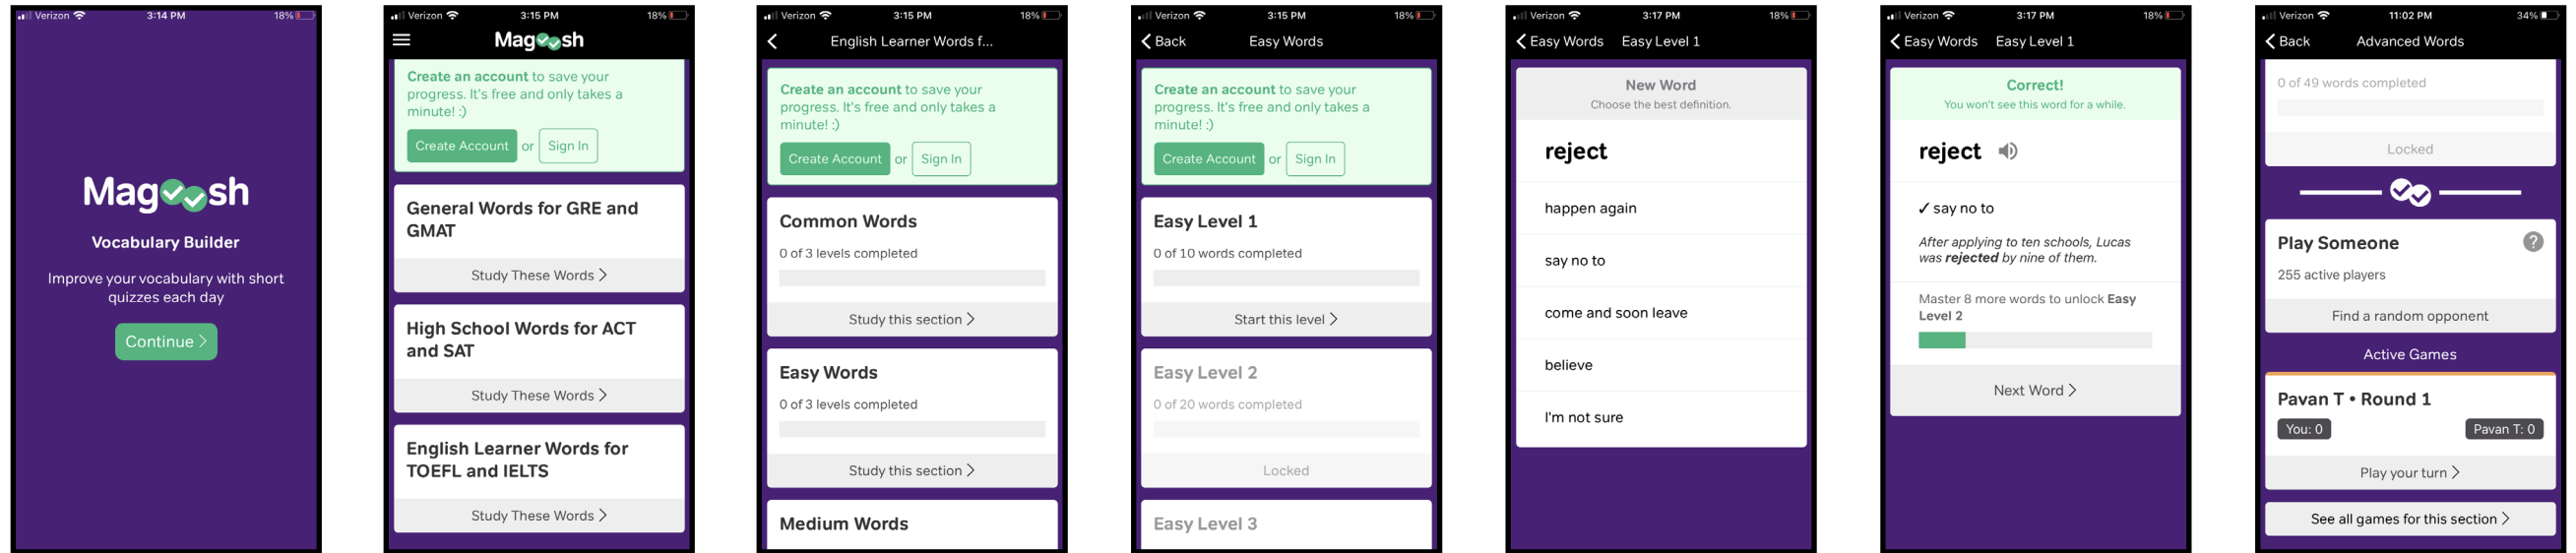 Verizon 3:14 PM 18%
Magoosh
Vocabulary Builder
Improve your vocabulary with short
quizzes each day
Continue >
Verizon 3:15 PM 18%
Magoosh
Create an account to save your
progress. It's free and only takes a
minute! :)
Create Account or Sign In
General Words for GRE and
GMAT
Study These Words >
High School Words for ACT
and SAT
Study These Words >
English Learner Words for
TOEFL and IELTS
Study These Words >
Verizon 3:15 PM 18%
English Learner Words f...
Create an account to save your
progress. It's free and only takes a
minute! :)
Create Account or Sign In
Common Words
0 of 3 levels completed
Study this section >
Easy Words
0 of 3 levels completed
Study this section >
Medium Words
Verizon 3:15 PM 18%
< Back Easy Words
Create an account to save your
progress. It's free and only takes a
minute! :)
Create Account or Sign In
Easy Level 1
0 of 10 words completed
Start this level >
Easy Level 2
0 of 20 words completed
Locked
Easy Level 3
Verizon 3:17 PM 18%
< Easy Words Easy Level 1
New Word
Choose the best definition.
reject
happen again
say no to
come and soon leave
believe
I'm not sure
Verizon 3:17 PM 18%
< Easy Words Easy Level 1
Correct!
You won't see this word for a while.
reject
✓ say no to
After applying to ten schools, Lucas
was rejected by nine of them.
Master 8 more words to unlock Easy
Level 2
Next Word >
Verizon 11:02 PM 34%
< Back Advanced Words
0 of 49 words completed
Locked
Play Someone ?
255 active players
Find a random opponent
Active Games
Pavan T • Round 1
You: 0 Pavan T: 0
Play your turn >
See all games for this section >